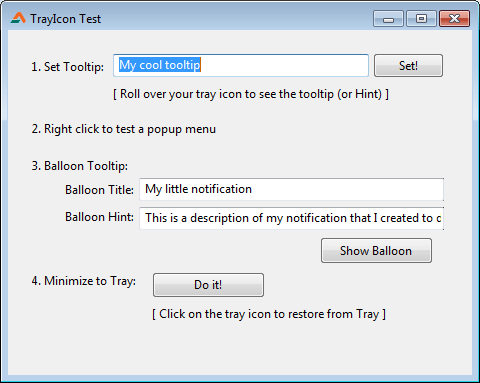 TrayIcon Test
1. Set Tooltip: My cool tooltip Set!
[ Roll over your tray icon to see the tooltip (or Hint) ]
2. Right click to test a popup menu
3. Balloon Tooltip:
Balloon Title: My little notification
Balloon Hint: This is a description of my notification that I created to
Show Balloon
4. Minimize to Tray: Do it!
[ Click on the tray icon to restore from Tray ]